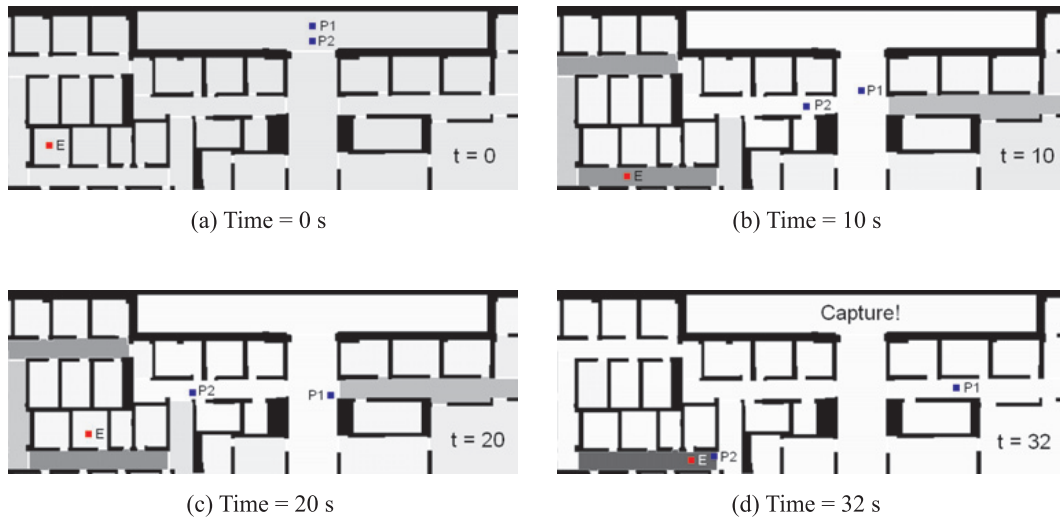 P1
P2
E
t = 0
(a) Time = 0 s
P1
P2
E
t = 10
(b) Time = 10 s
P2
P1
E
t = 20
(c) Time = 20 s
Capture!
P1
t = 32
E
P2
(d) Time = 32 s